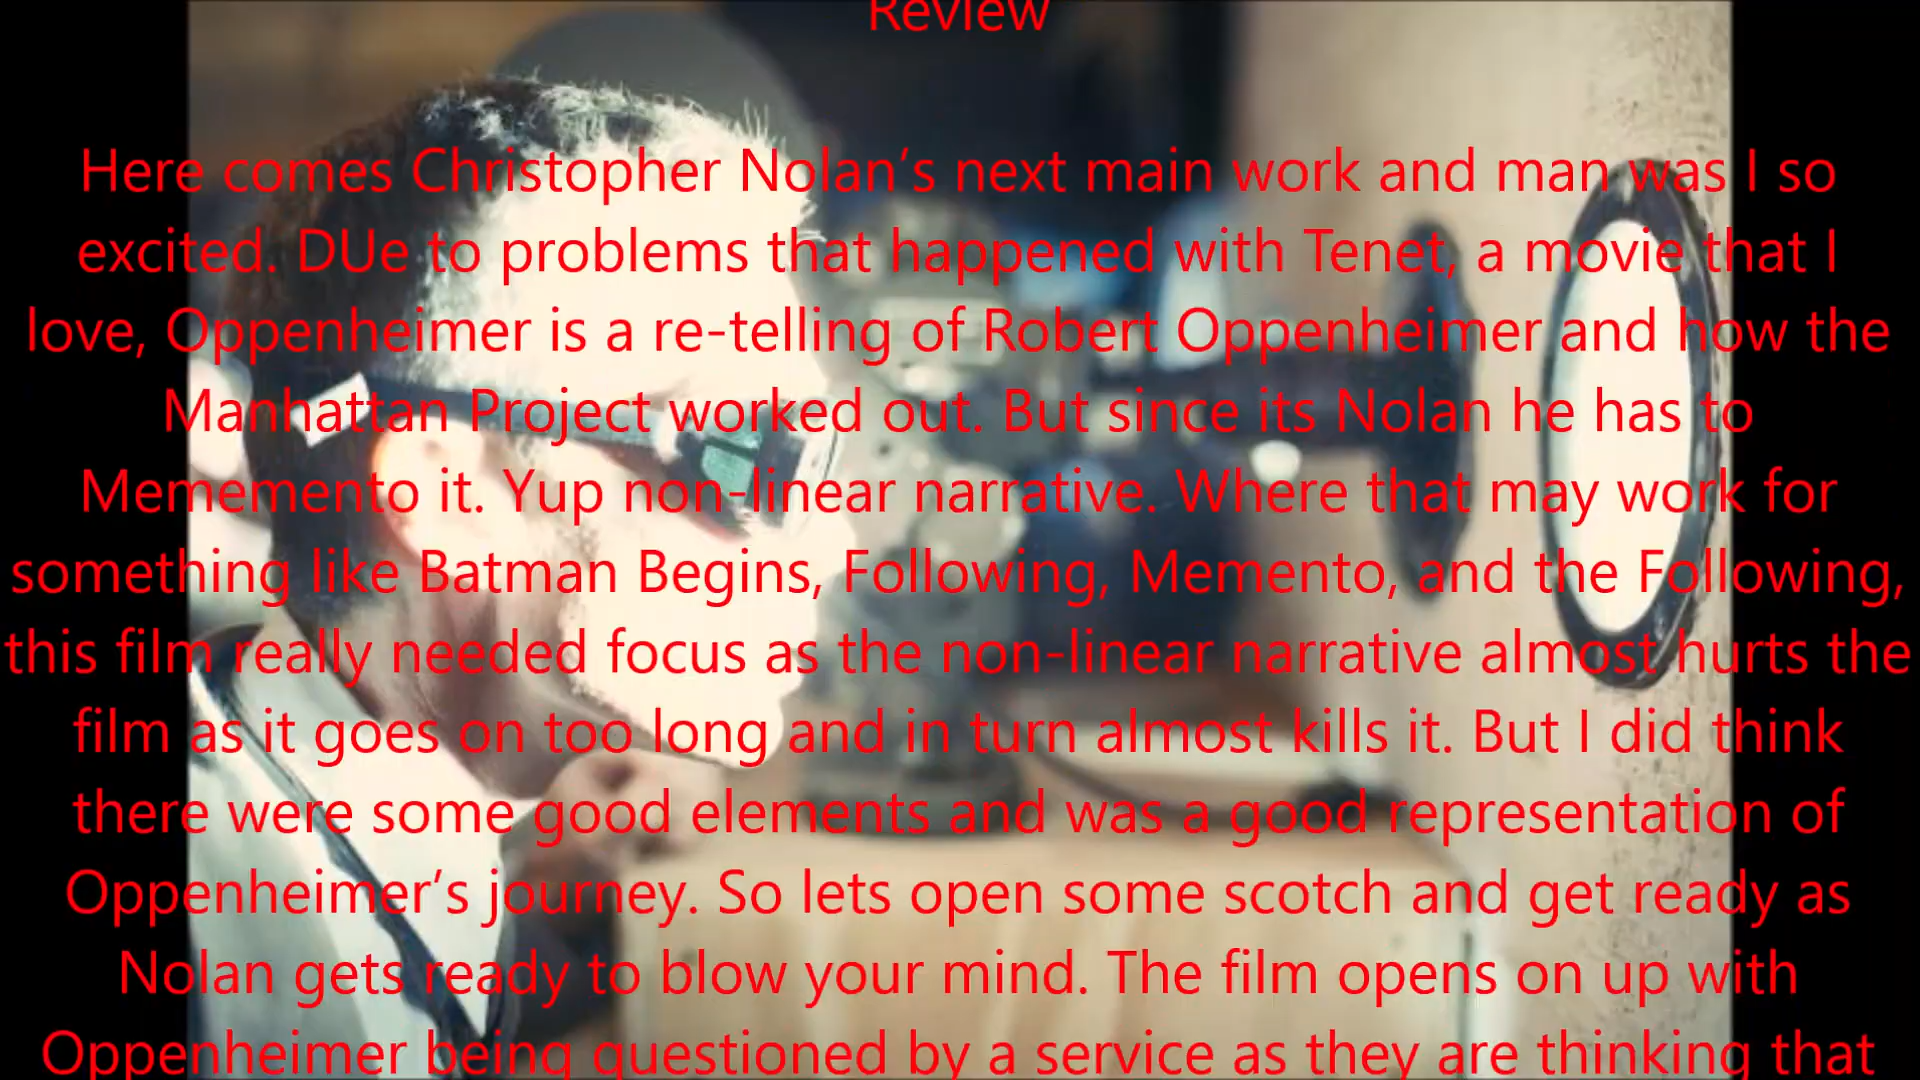 Review
Here comes Christopher Nolan’s next main work and man was I so
excited. DUe to problems that happened with Tenet, a movie that I
love, Oppenheimer is a re-telling of Robert Oppenheimer and how the
Manhattan Project worked out. But since its Nolan he has to
Mememento it. Yup non-linear narrative. Where that may work for
something like Batman Begins, Following, Memento, and the Following,
this film really needed focus as the non-linear narrative almost hurts the
film as it goes on too long and in turn almost kills it. But I did think
there were some good elements and was a good representation of
Oppenheimer’s journey. So lets open some scotch and get ready as
Nolan gets ready to blow your mind. The film opens on up with
Oppenheimer being questioned by a service as they are thinking that